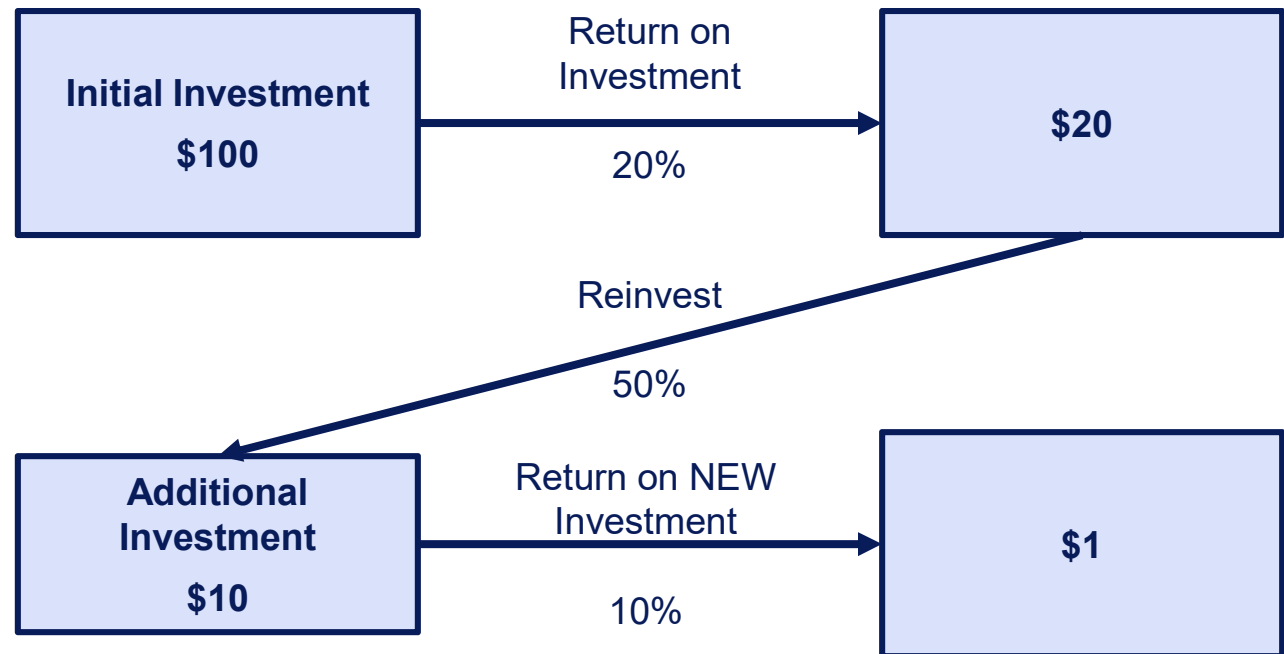 Initial Investment
$100
Return on
Investment
20%
$20
Reinvest
50%
Additional
Investment
$10
Return on NEW
Investment
10%
$1